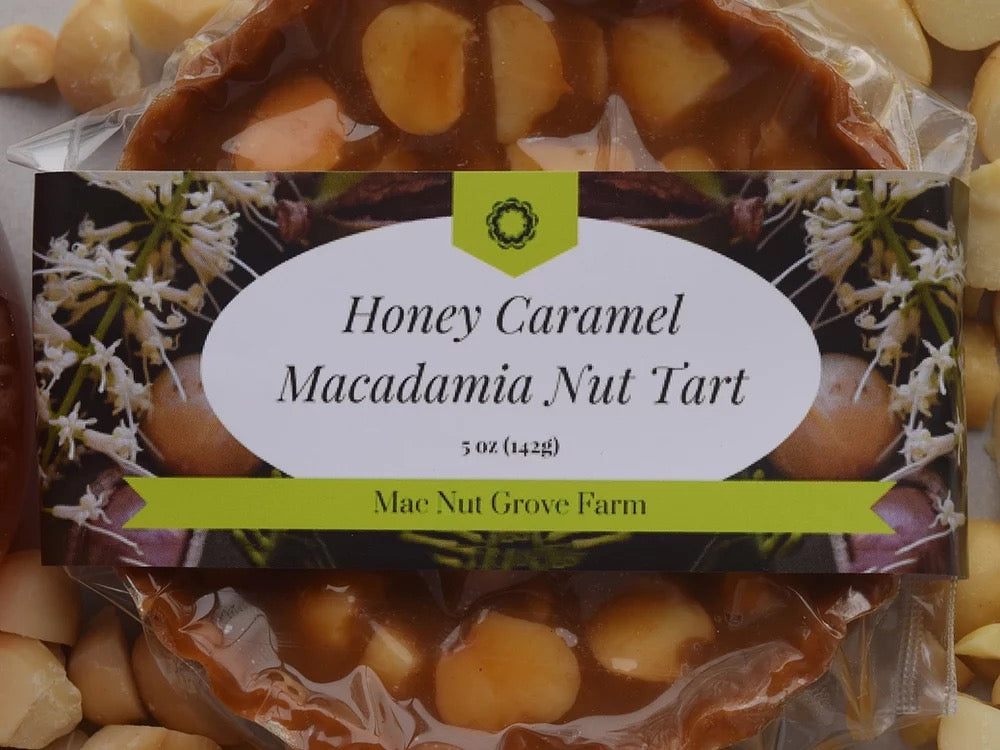 Honey Caramel
Macadamia Nut Tart
5 oz (142g)
Mac Nut Grove Farm